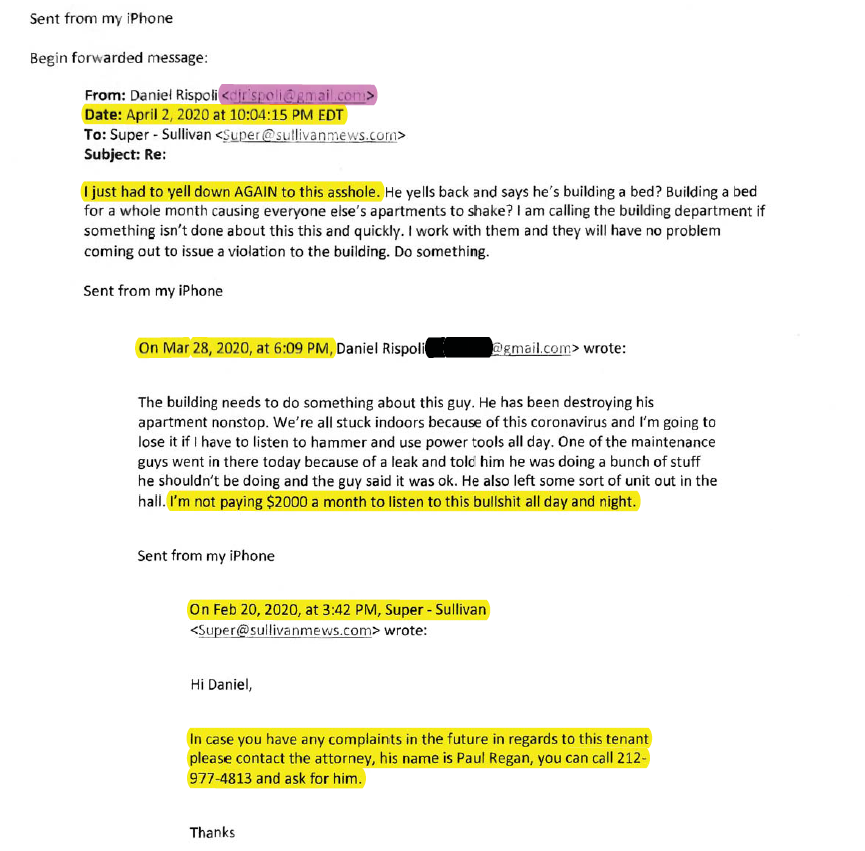 Sent from my iPhone
Begin forwarded message:
From: Daniel Rispoli <djrispoli@gmail.com>
Date: April 2, 2020 at 10:04:15 PM EDT
To: Super - Sullivan <Super@sullivanmews.com>
Subject: Re:
I just had to yell down AGAIN to this asshole. He yells back and says he's building a bed? Building a bed
for a whole month causing everyone else's apartments to shake? I am calling the building department if
something isn't done about this this and quickly. I work with them and they will have no problem
coming out to issue a violation to the building. Do something.
Sent from my iPhone
On Mar 28, 2020, at 6:09 PM, Daniel Rispoli @gmail.com> wrote:
The building needs to do something about this guy. He has been destroying his
apartment nonstop. We're all stuck indoors because of this coronavirus and I'm going to
lose it if I have to listen to hammer and use power tools all day. One of the maintenance
guys went in there today because of a leak and told him he was doing a bunch of stuff
he shouldn't be doing and the guy said it was ok. He also left some sort of unit out in the
hall. I'm not paying $2000 a month to listen to this bullshit all day and night.
Sent from my iPhone
On Feb 20, 2020, at 3:42 PM, Super - Sullivan
<Super@sullivanmews.com> wrote:
Hi Daniel,
In case you have any complaints in the future in regards to this tenant
please contact the attorney, his name is Paul Regan, you can call 212-
977-4813 and ask for him.
Thanks